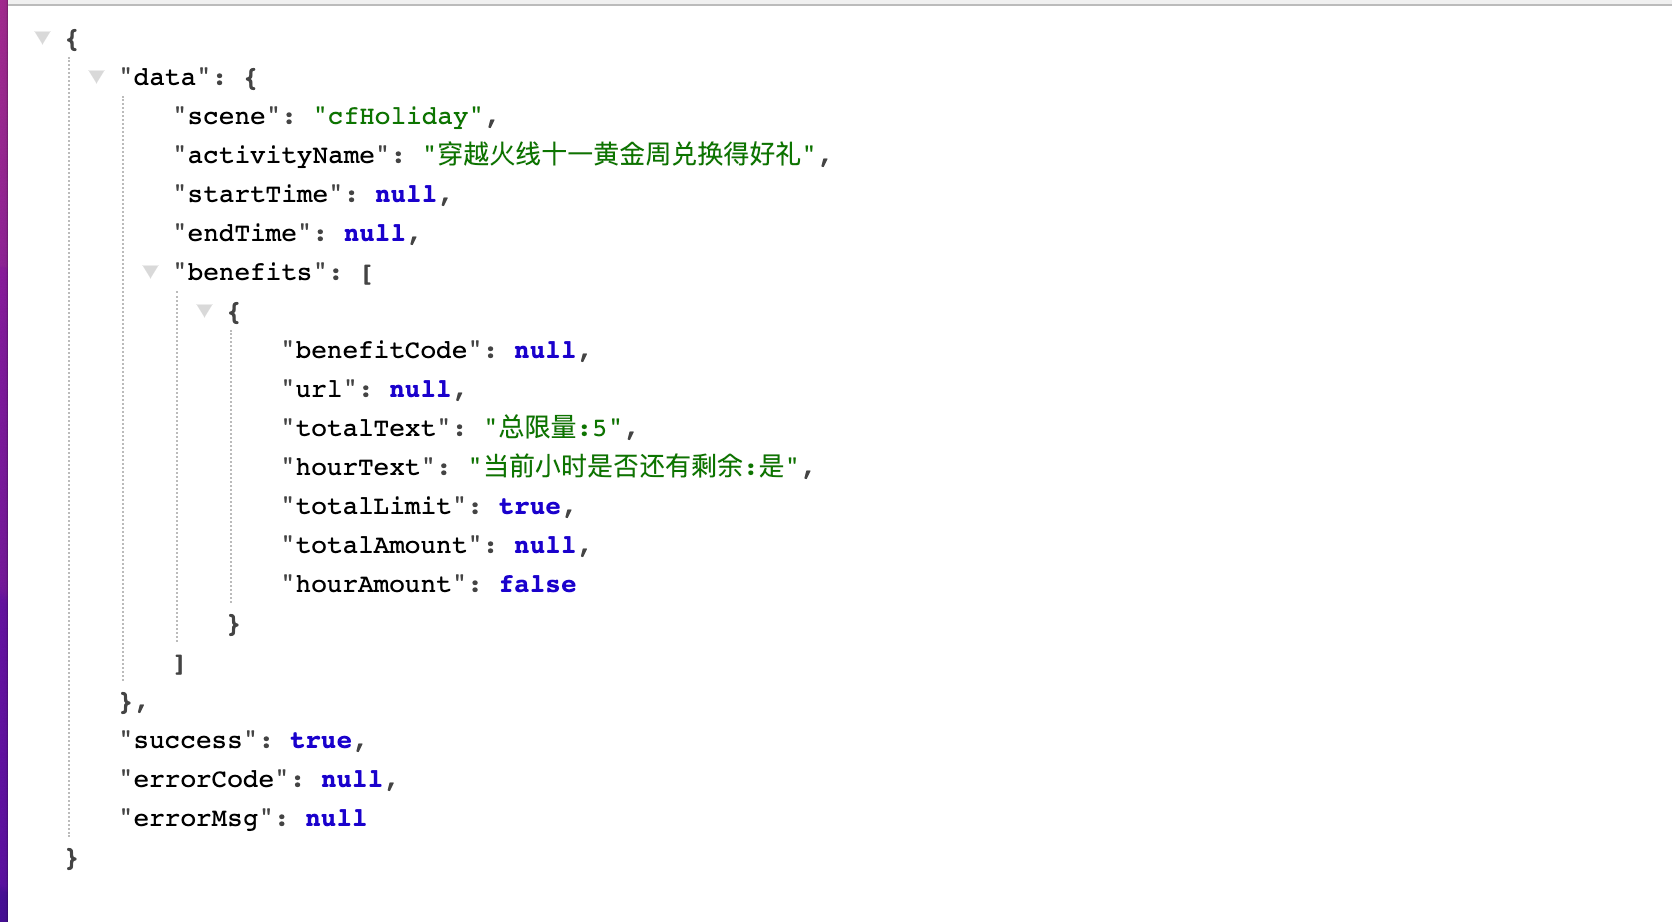 {
"data": {
"scene": "cfHoliday",
"activityName": "穿越火线十一黄金周兑换得好礼",
"startTime": null,
"endTime": null,
"benefits": [
{
"benefitCode": null,
"url": null,
"totalText": "总限量:5",
"hourText": "当前小时是否还有剩余:是",
"totalLimit": true,
"totalAmount": null,
"hourAmount": false
}
]
},
"success": true,
"errorCode": null,
"errorMsg": null
}